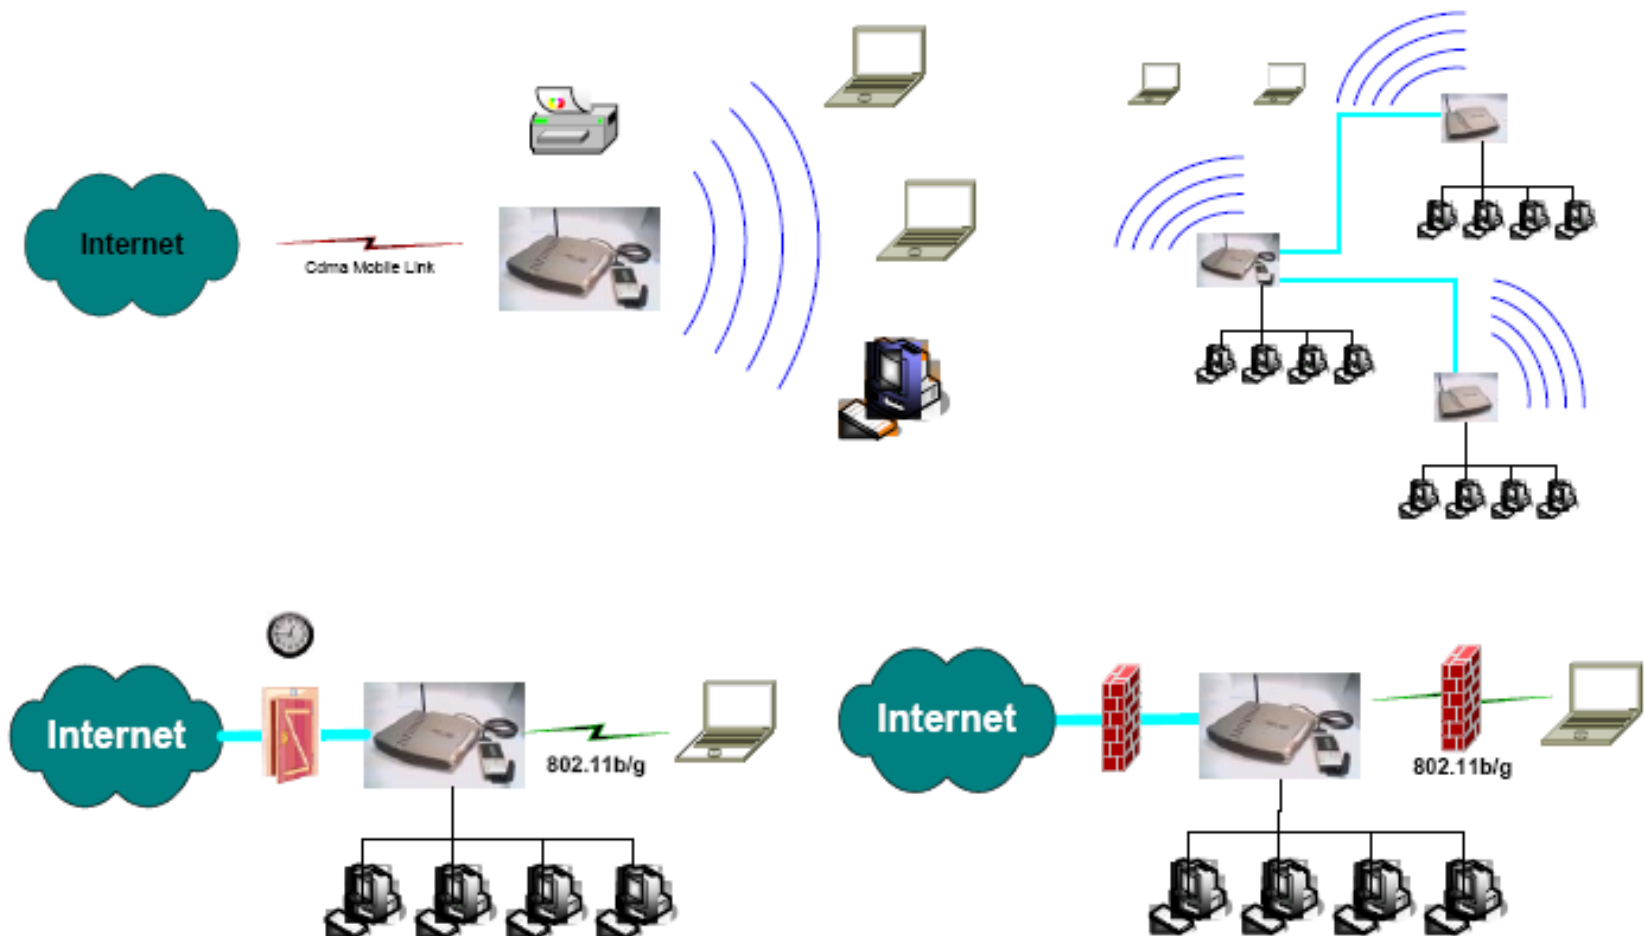 Internet
Cdma Mobile Link
Internet
802.11b/g
Internet
802.11b/g